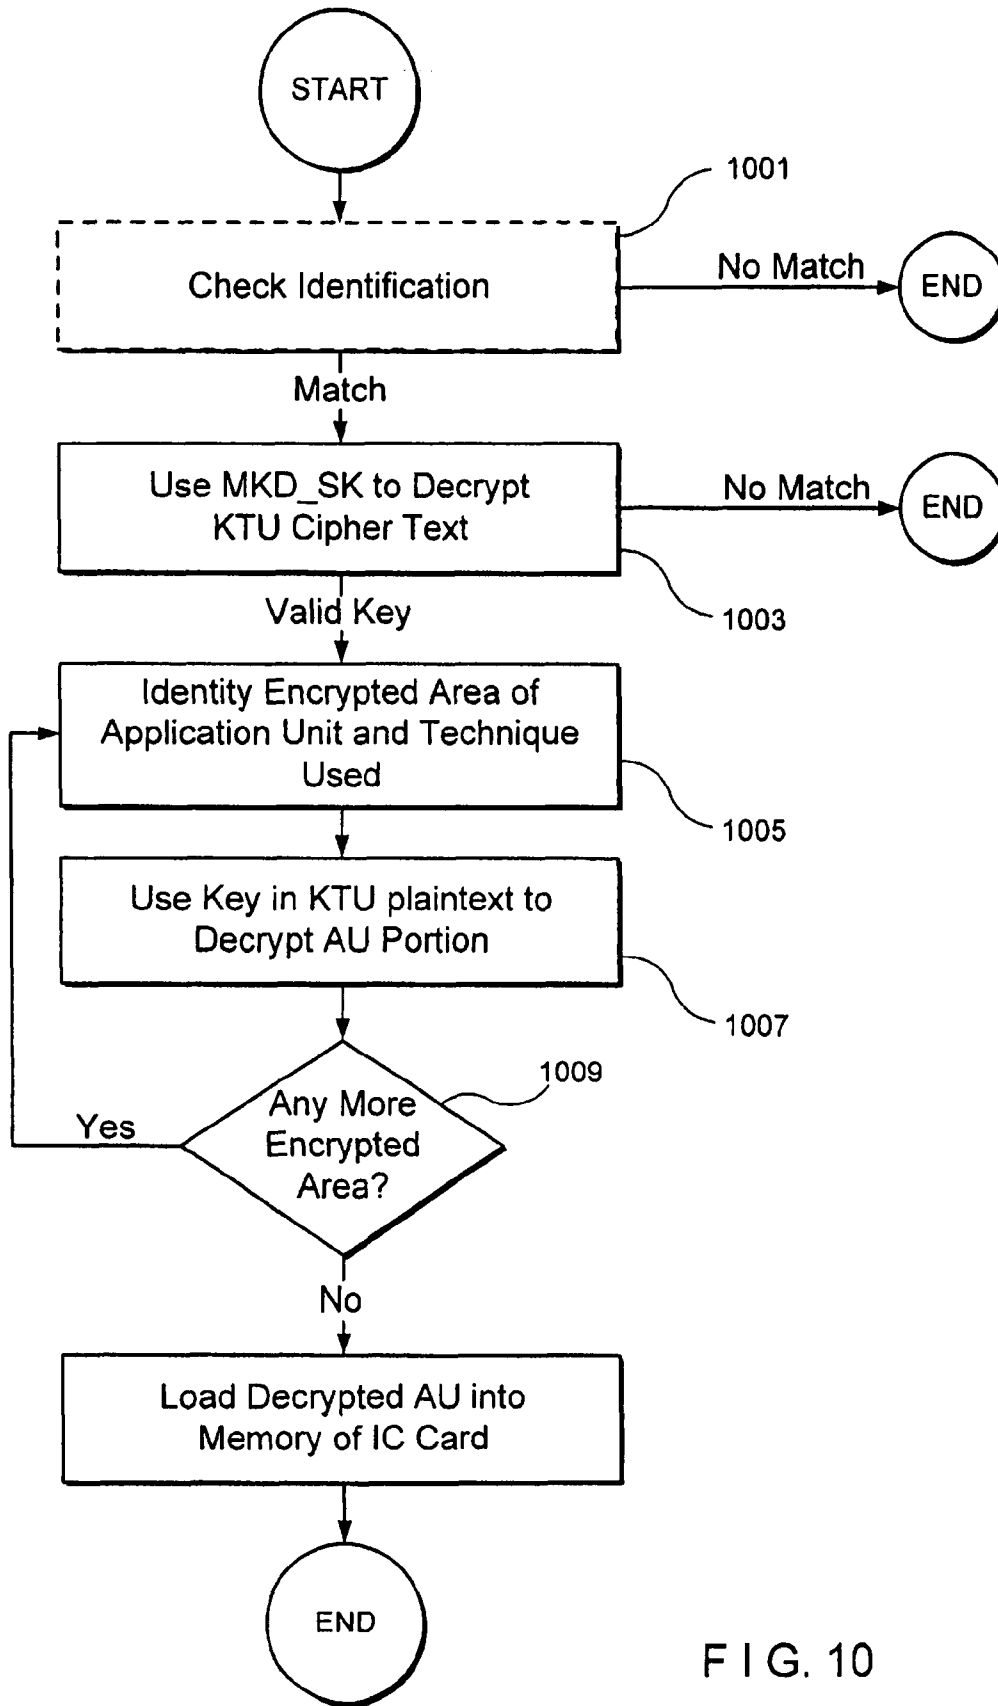 START
1001
Check Identification
No Match
END
Match
Use MKD_SK to Decrypt
KTU Cipher Text
No Match
END
1003
Valid Key
Identity Encrypted Area of
Application Unit and Technique
Used
1005
Use Key in KTU plaintext to
Decrypt AU Portion
1007
1009
Any More
Encrypted
Area?
Yes
No
Load Decrypted AU into
Memory of IC Card
END
FIG. 10